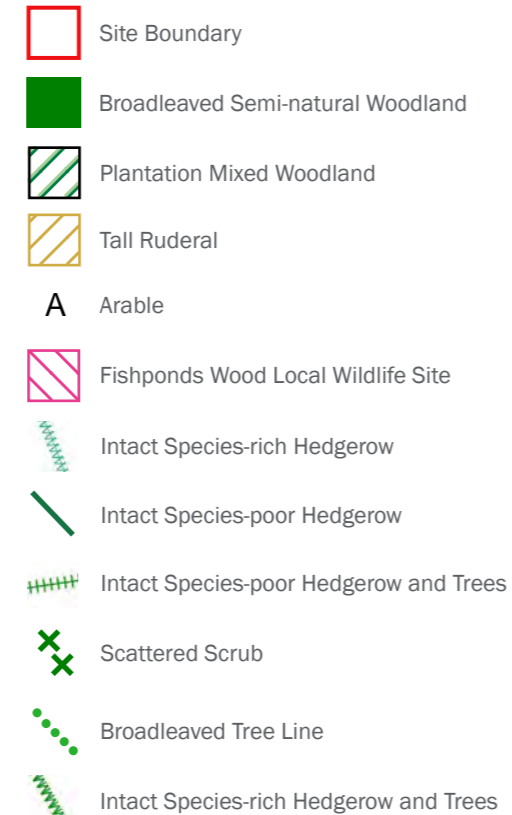 Site Boundary
Broadleaved Semi-natural Woodland
Plantation Mixed Woodland
Tall Ruderal
A Arable
Fishponds Wood Local Wildlife Site
Intact Species-rich Hedgerow
Intact Species-poor Hedgerow
Intact Species-poor Hedgerow and Trees
Scattered Scrub
Broadleaved Tree Line
Intact Species-rich Hedgerow and Trees